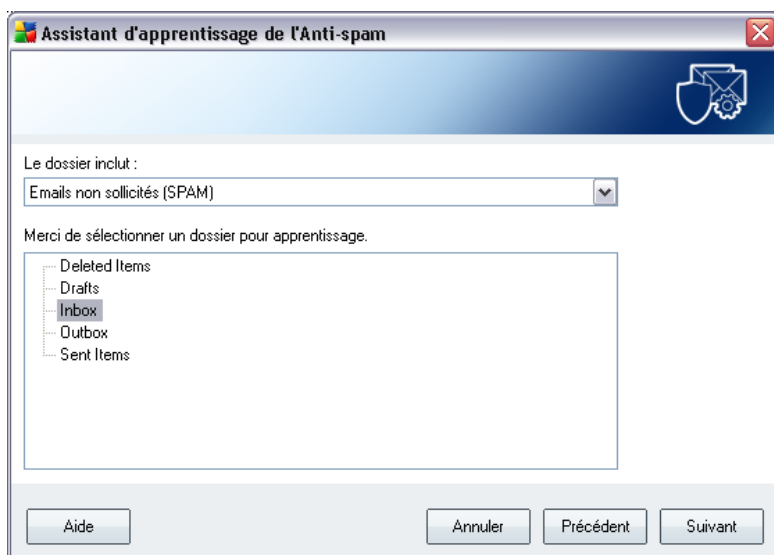 Assistant d'apprentissage de l'Anti-spam
Le dossier inclut :
Emails non sollicités (SPAM)
Merci de sélectionner un dossier pour apprentissage.
Deleted Items
Drafts
Inbox
Outbox
Sent Items
Aide
Annuler
Précédent
Suivant